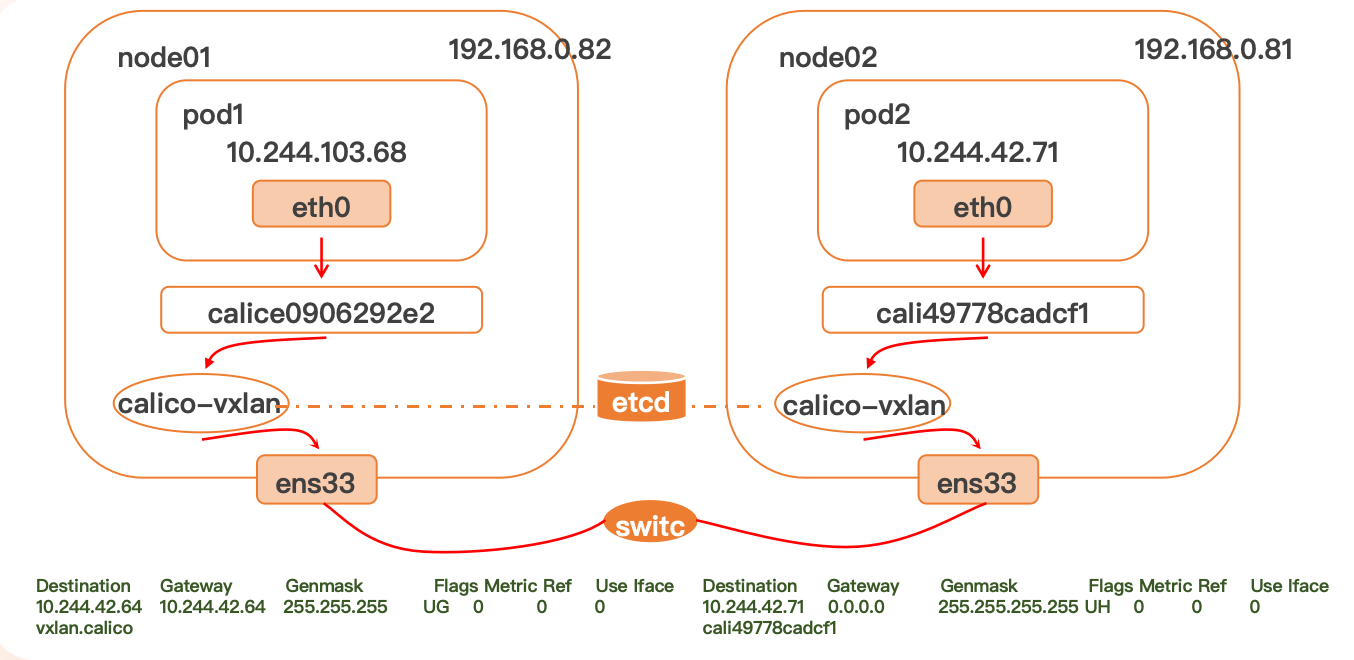 node01
192.168.0.82
pod1
10.244.103.68
eth0
calice0906292e2
calico-vxlan
ens33
node02
192.168.0.81
pod2
10.244.42.71
eth0
cali49778cadcf1
calico-vxlan
ens33
etcd
switc
Destination Gateway Genmask Flags Metric Ref Use Iface
10.244.42.64 10.244.42.64 255.255.255 UG 0 0 0
vxlan.calico
Destination Gateway Genmask Flags Metric Ref Use Iface
10.244.42.71 0.0.0.0 255.255.255.255 UH 0 0 0
cali49778cadcf1